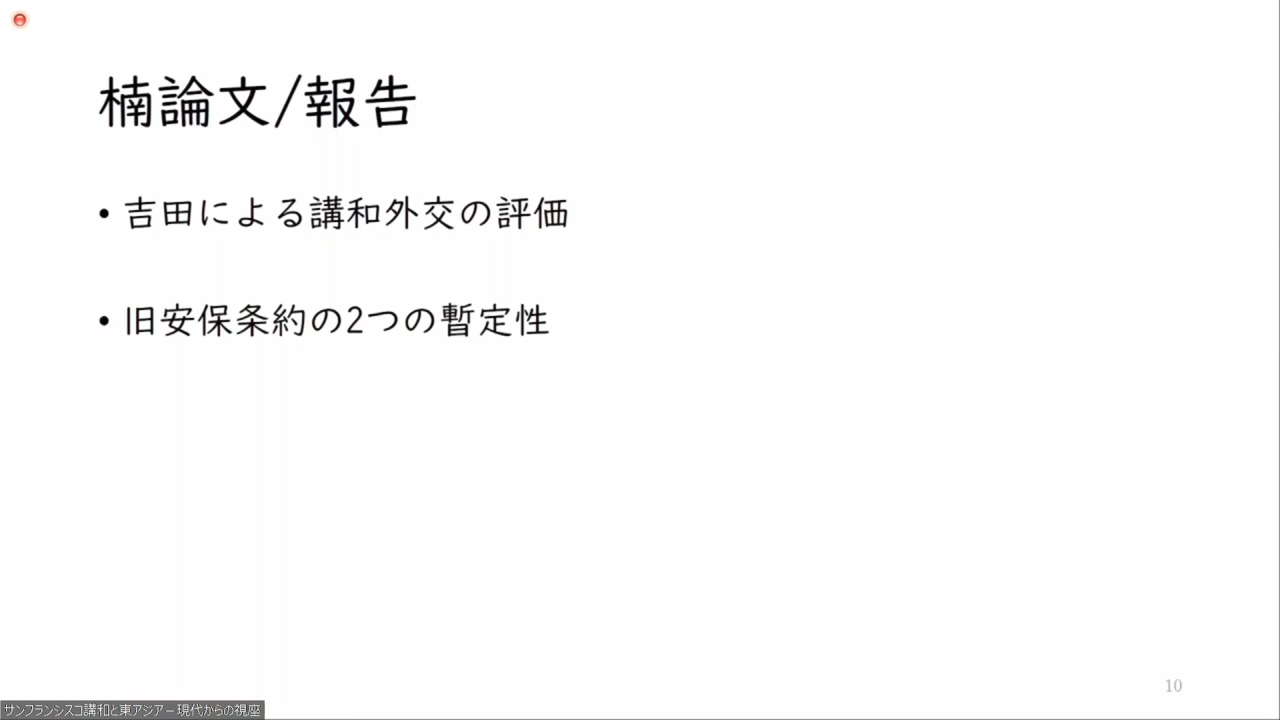 楠論文/報告
• 吉田による講和外交の評価
• 旧安保条約の2つの暫定性
10
サンフランシスコ講和と東アジア－現代からの視座